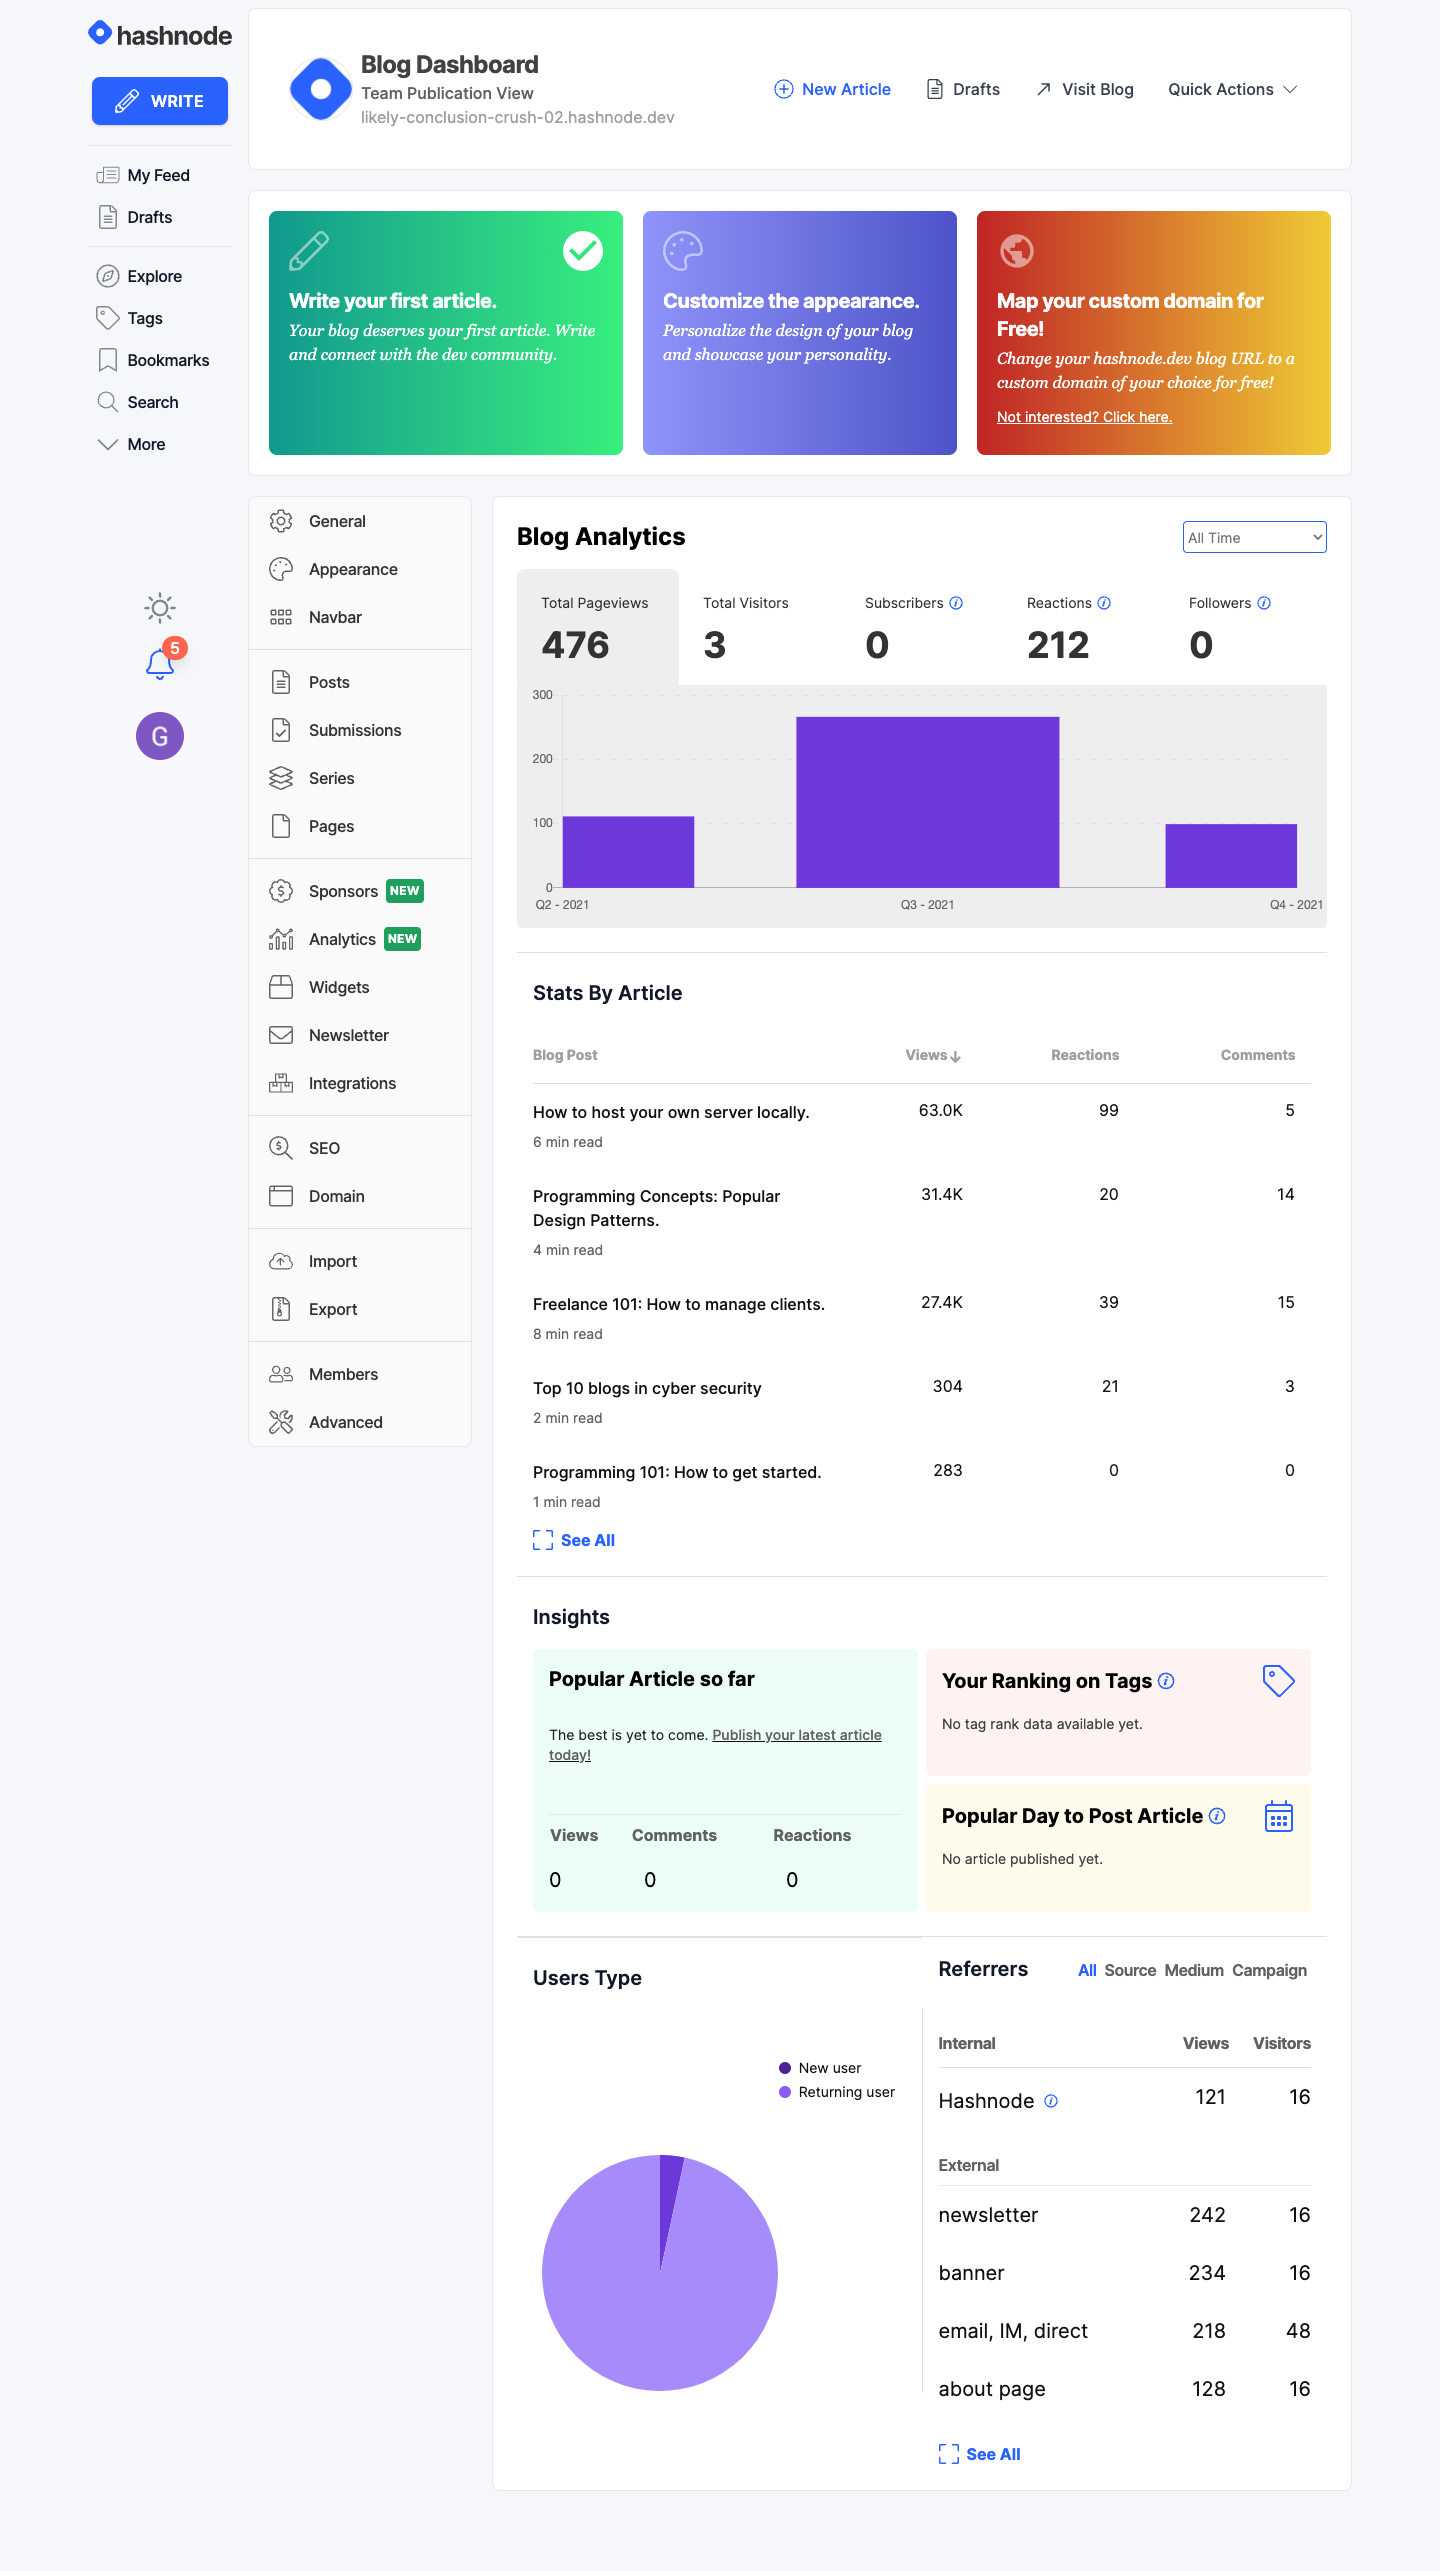 hashnode
WRITE
My Feed
Drafts
Explore
Tags
Bookmarks
Search
More
5
G
Blog Dashboard
Team Publication View
likely-conclusion-crush-02.hashnode.dev
New Article
Drafts
Visit Blog
Quick Actions
Write your first article.
Your blog deserves your first article. Write
and connect with the dev community.
Customize the appearance.
Personalize the design of your blog
and showcase your personality.
Map your custom domain for
Free!
Change your hashnode.dev blog URL to a
custom domain of your choice for free!
Not interested? Click here.
General
Appearance
Navbar
Posts
Submissions
Series
Pages
Sponsors NEW
Analytics NEW
Widgets
Newsletter
Integrations
SEO
Domain
Import
Export
Members
Advanced
Blog Analytics
All Time
Total Pageviews
476
Total Visitors
3
Subscribers
0
Reactions
212
Followers
0
300
200
100
0
Q2 - 2021
Q3 - 2021
Q4 - 2021
Stats By Article
Blog Post Views Reactions Comments
How to host your own server locally. 63.0K 99 5
6 min read
Programming Concepts: Popular 31.4K 20 14
Design Patterns.
4 min read
Freelance 101: How to manage clients. 27.4K 39 15
8 min read
Top 10 blogs in cyber security 304 21 3
2 min read
Programming 101: How to get started. 283 0 0
1 min read
See All
Insights
Popular Article so far
The best is yet to come. Publish your latest article
today!
Views Comments Reactions
0 0 0
Your Ranking on Tags
No tag rank data available yet.
Popular Day to Post Article
No article published yet.
Users Type
New user
Returning user
Referrers
All Source Medium Campaign
Internal Views Visitors
Hashnode 121 16
External
newsletter 242 16
banner 234 16
email, IM, direct 218 48
about page 128 16
See All